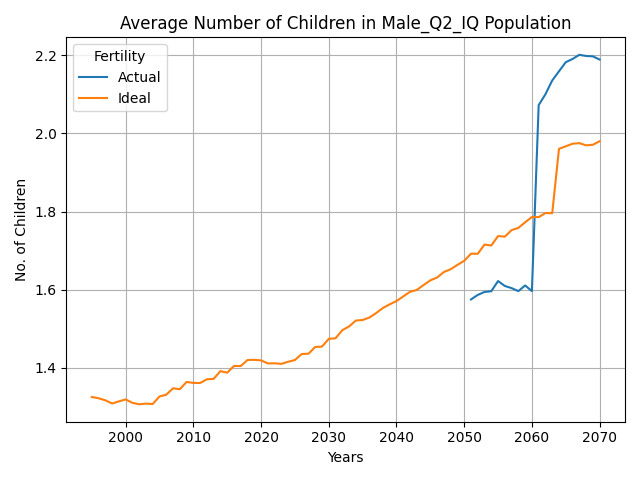 Average Number of Children in Male_Q2_IQ Population
Fertility
Actual
Ideal
No. of Children
2.2
2.0
1.8
1.6
1.4
2000 2010 2020 2030 2040 2050 2060 2070
Years